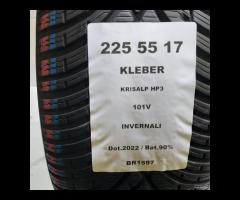 225 55 17
KLEBER
KRISALP HP3
101V
INVERNALI
Dot.2022 / Bat.90%
BR1597